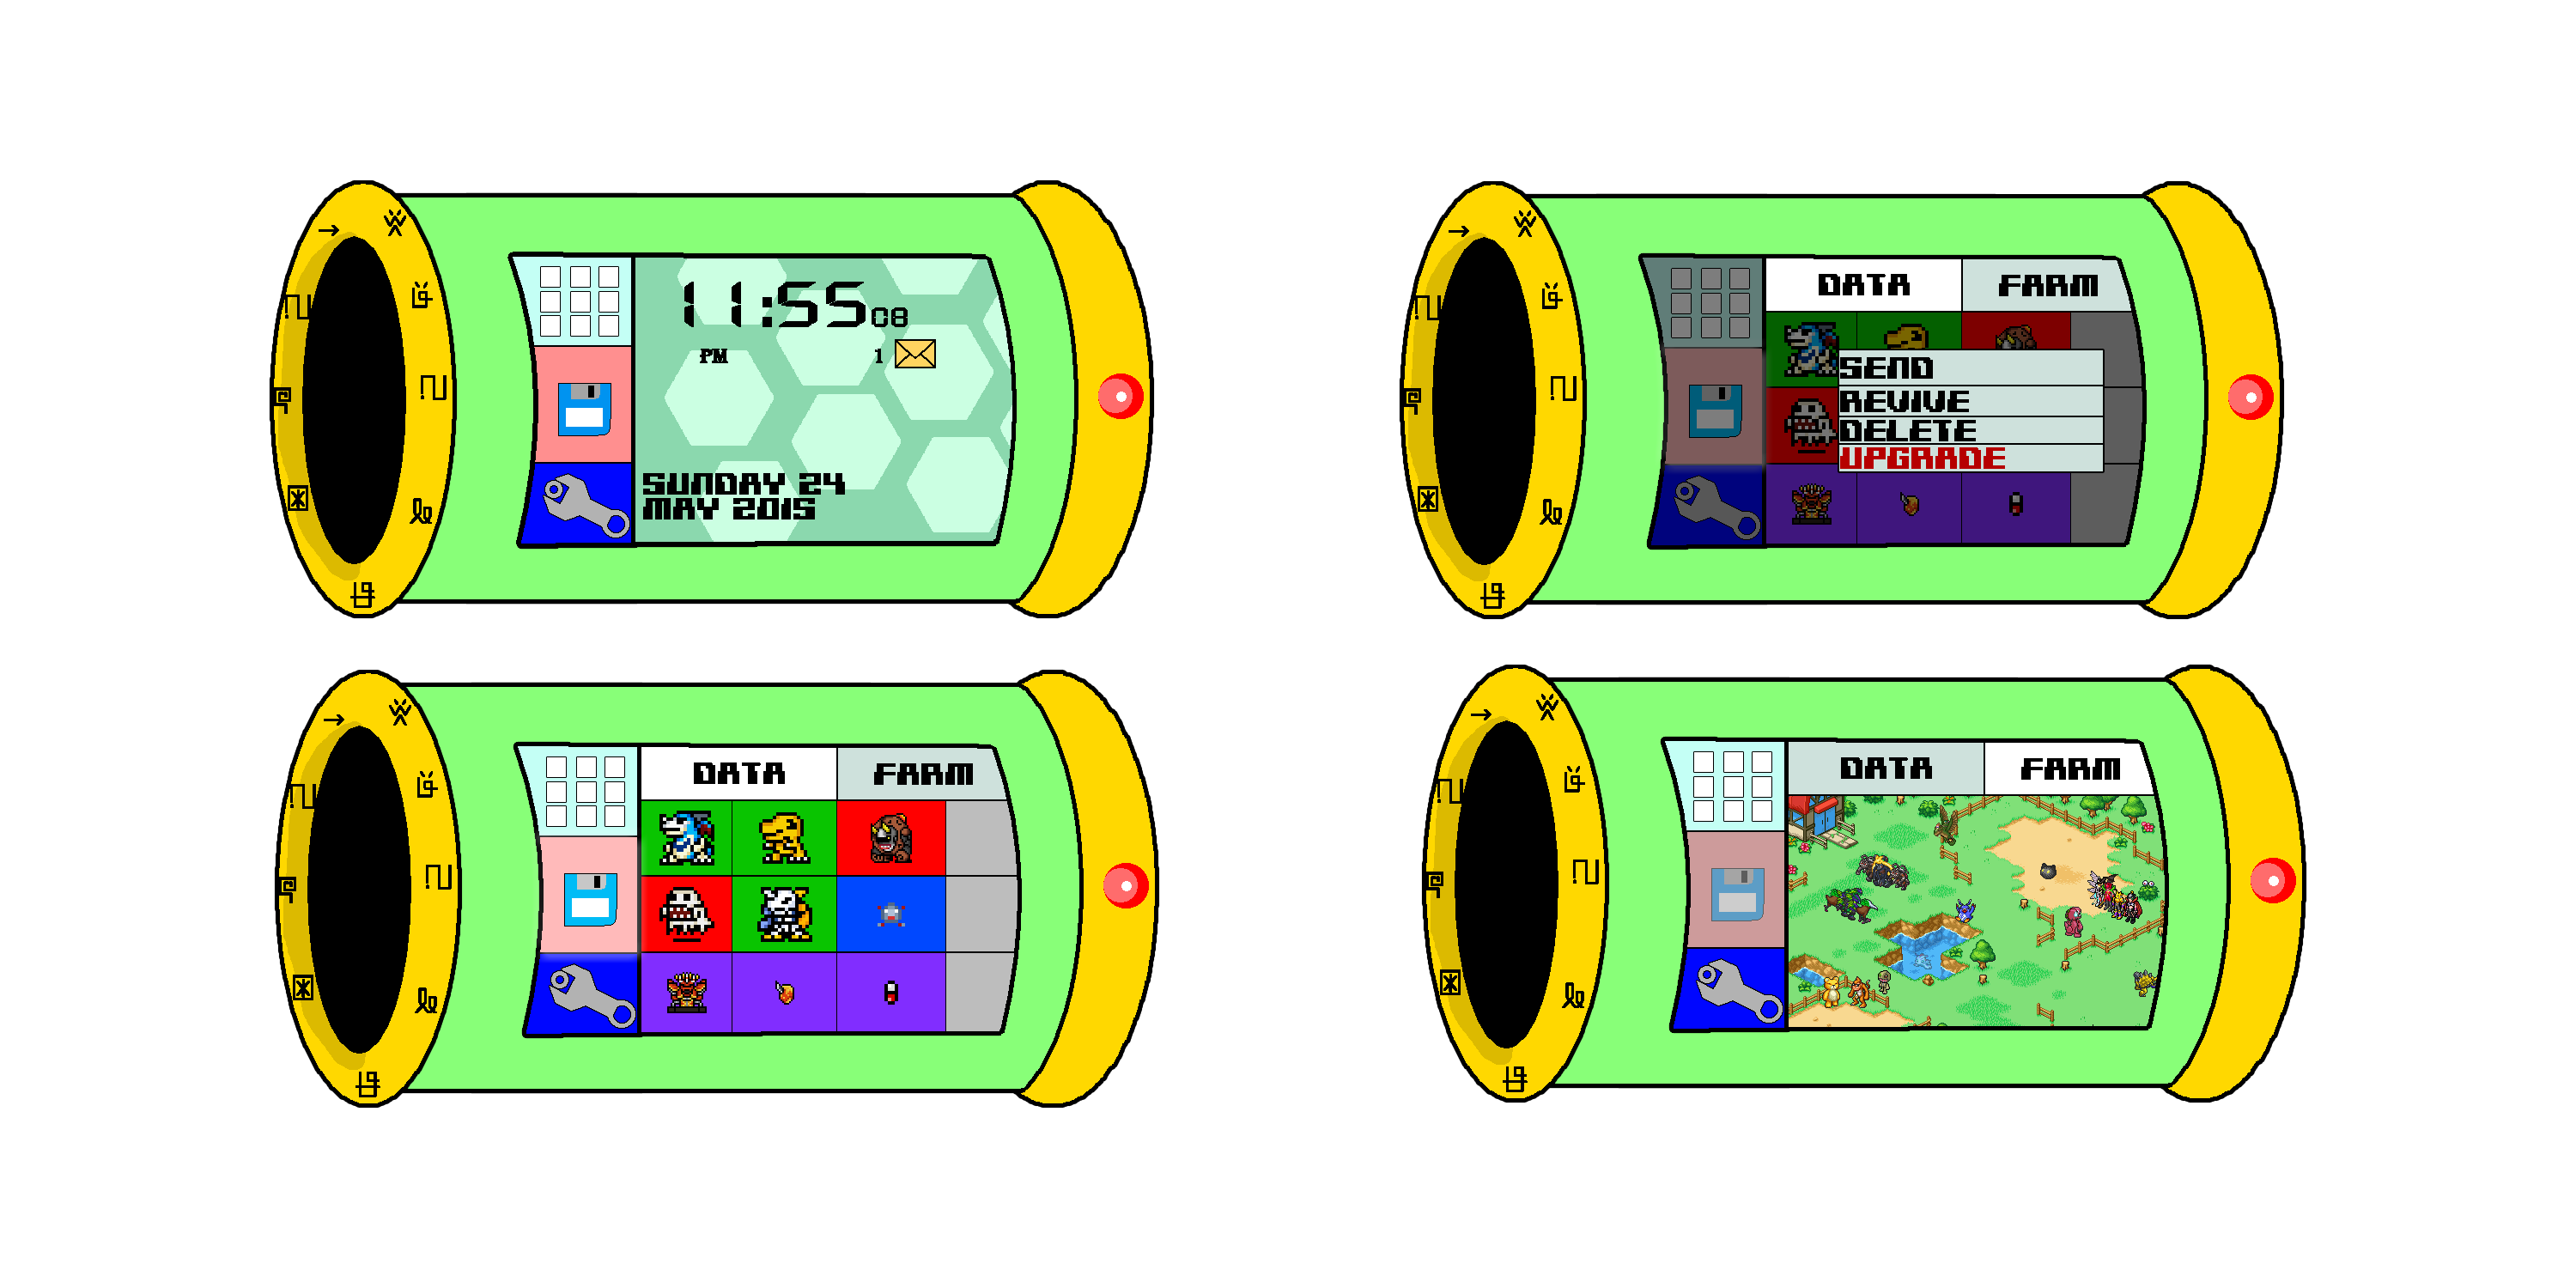 11:55 08
PM 1
SUNDAY 24
MAY 2015
DATA FARM
SEND
REVIVE
DELETE
UPGRADE
DATA FARM
DATA FARM